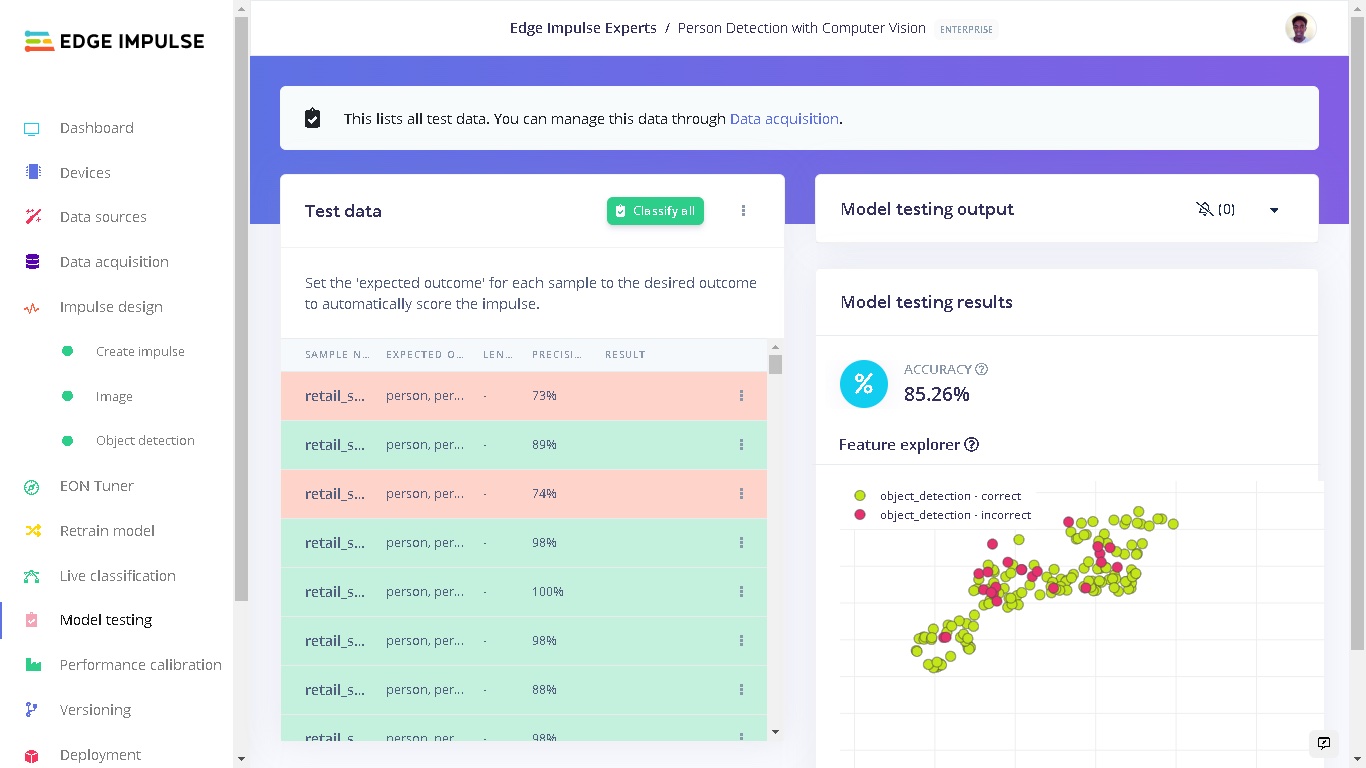 EDGE IMPULSE
Dashboard
Devices
Data sources
Data acquisition
Impulse design
Create impulse
Image
Object detection
EON Tuner
Retrain model
Live classification
Model testing
Performance calibration
Versioning
Deployment
Edge Impulse Experts / Person Detection with Computer Vision ENTERPRISE
This lists all test data. You can manage this data through Data acquisition.
Test data
Classify all
Set the 'expected outcome' for each sample to the desired outcome
to automatically score the impulse.
SAMPLE N... EXPECTED O... LEN... PRECISI... RESULT
retail_s... person, per... - 73%
retail_s... person, per... - 89%
retail_s... person, per... - 74%
retail_s... person, per... - 98%
retail_s... person, per... - 100%
retail_s... person, per... - 98%
retail_s... person, per... - 88%
retail_s... person, per... - 98%
Model testing output
(0)
Model testing results
%
ACCURACY
85.26%
Feature explorer
object_detection - correct
object_detection - incorrect